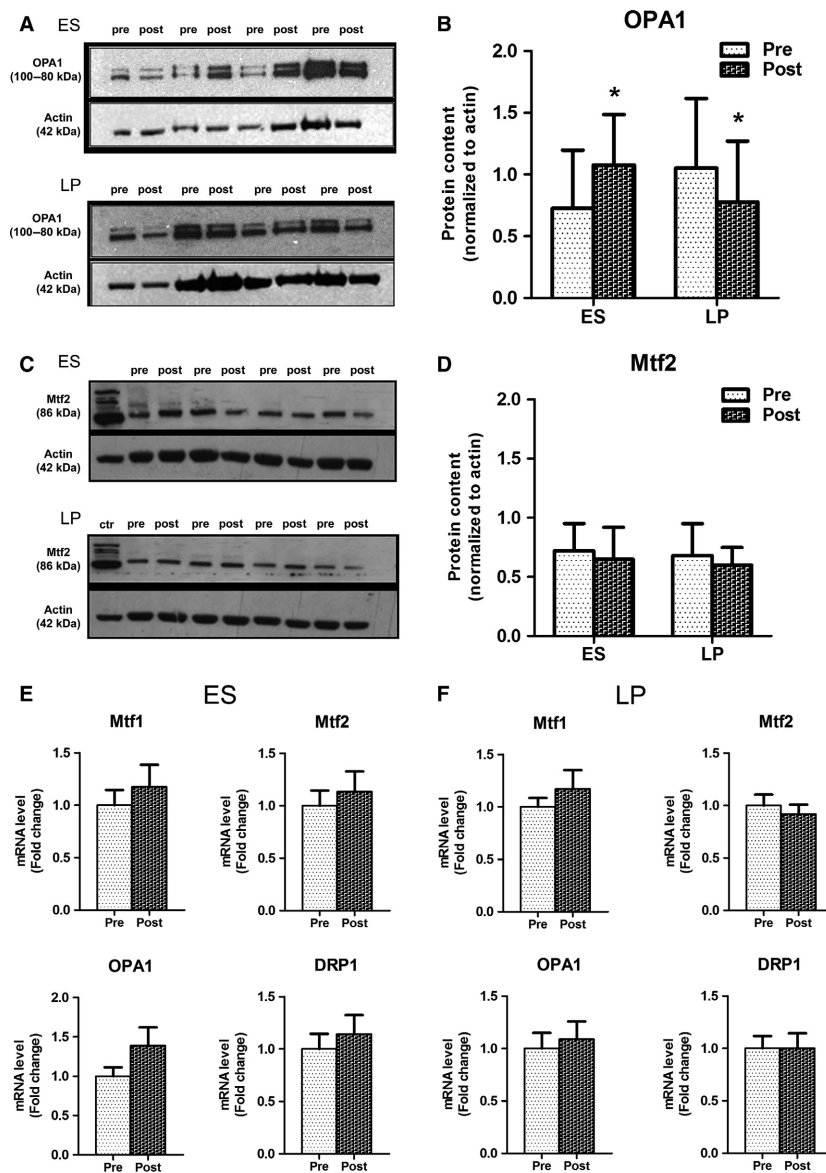 A
ES
pre post pre post pre post pre post
OPA1
(100–80 kDa)
Actin
(42 kDa)
LP
pre post pre post pre post pre post
OPA1
(100–80 kDa)
Actin
(42 kDa)
B
OPA1
Protein content
(normalized to actin)
2.0
1.5
1.0
0.5
0.0
Pre
Post
*
*
ES LP
C
ES
pre post pre post pre post pre post
Mtf2
(86 kDa)
Actin
(42 kDa)
LP
ctr pre post pre post pre post pre post
Mtf2
(86 kDa)
Actin
(42 kDa)
D
Mtf2
Protein content
(normalized to actin)
2.0
1.5
1.0
0.5
0.0
Pre
Post
ES LP
E
ES
Mtf1
mRNA level
(Fold change)
1.5
1.0
0.5
0.0
Pre Post
Mtf2
mRNA level
(Fold change)
1.5
1.0
0.5
0.0
Pre Post
OPA1
mRNA level
(Fold change)
2.0
1.5
1.0
0.5
0.0
Pre Post
DRP1
mRNA level
(Fold change)
1.5
1.0
0.5
0.0
Pre Post
F
LP
Mtf1
mRNA level
(Fold change)
1.5
1.0
0.5
0.0
Pre Post
Mtf2
mRNA level
(Fold change)
1.5
1.0
0.5
0.0
Pre Post
OPA1
mRNA level
(Fold change)
1.5
1.0
0.5
0.0
Pre Post
DRP1
mRNA level
(Fold change)
1.5
1.0
0.5
0.0
Pre Post